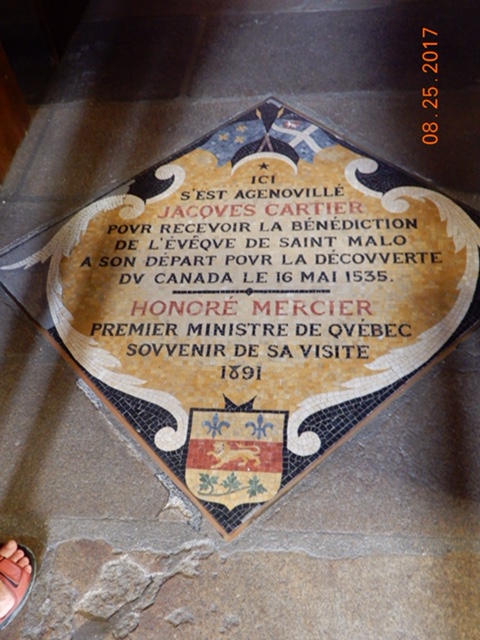 08.25.2017
ICI
S'EST AGENOVILLÉ
JACQVES CARTIER
POVR RECEVOIR LA BÉNÉDICTION
DE L'ÉVÊQVE DE SAINT MALO
A SON DÉPART POVR LA DÉCOVVERTE
DV CANADA LE 16 MAI 1535.
HONORÉ MERCIER
PREMIER MINISTRE DE QVÉBEC
SOVVENIR DE SA VISITE
1891